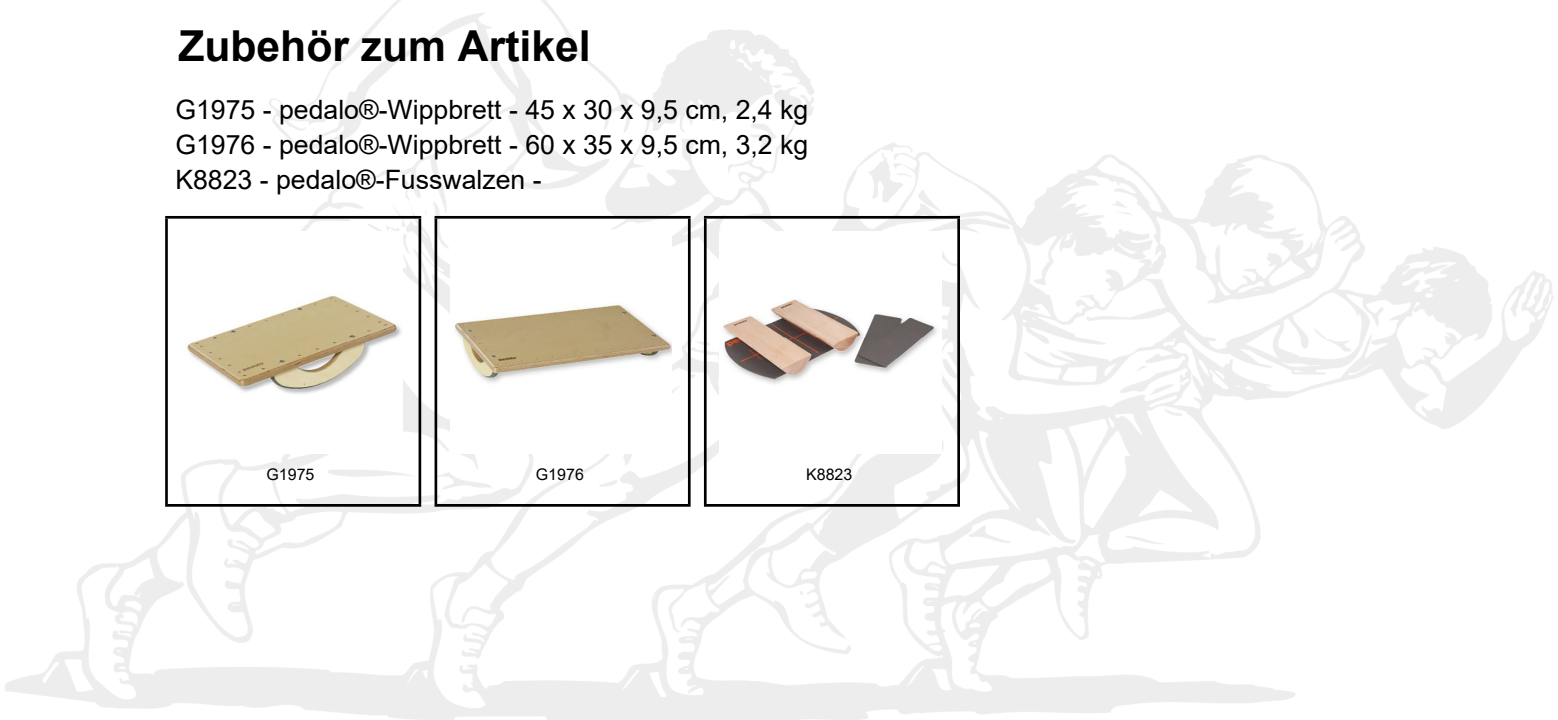 Zubehör zum Artikel
G1975 - pedalo®-Wippbrett - 45 x 30 x 9,5 cm, 2,4 kg
G1976 - pedalo®-Wippbrett - 60 x 35 x 9,5 cm, 3,2 kg
K8823 - pedalo®-Fusswalzen -
G1975
G1976
K8823